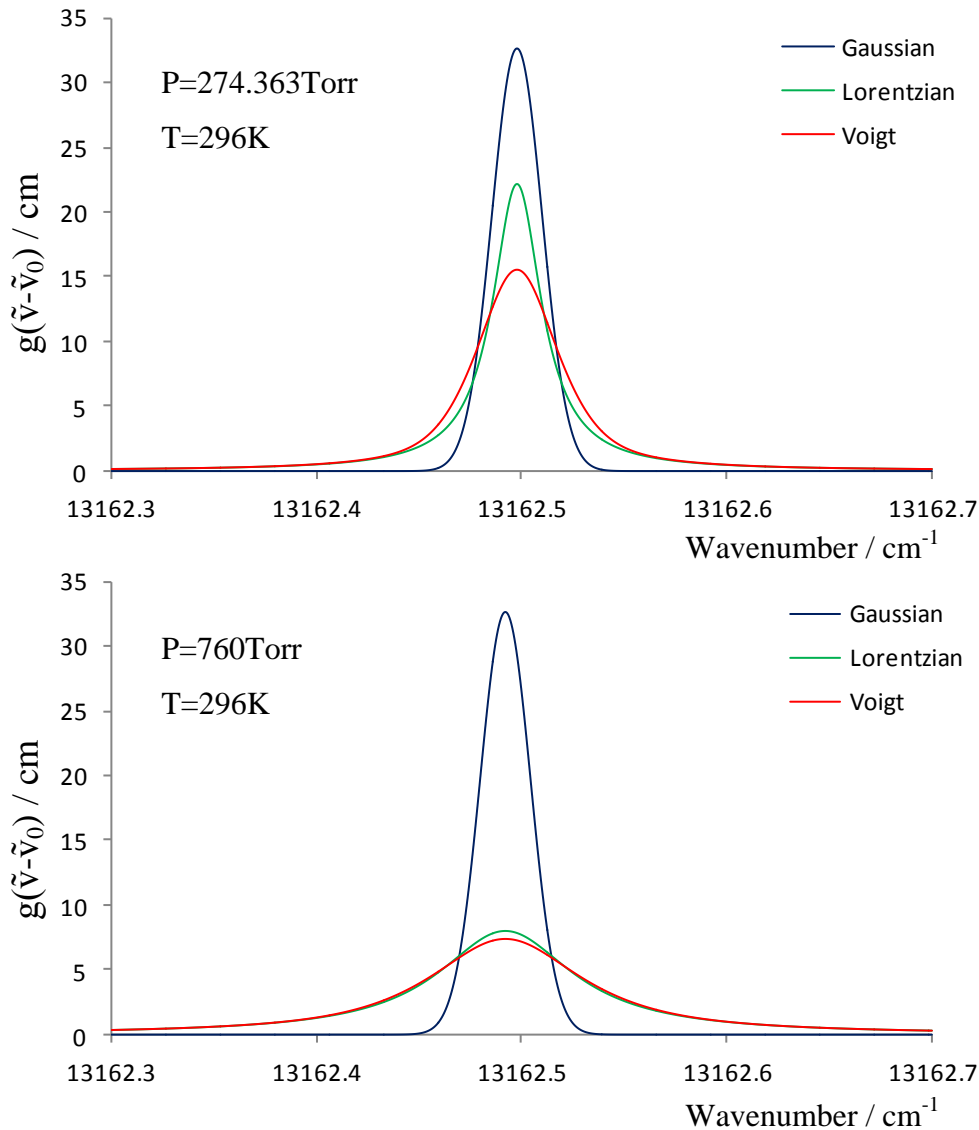 35
30
25
20
15
10
5
0
g(ṽ-ṽ₀) / cm
P=274.363Torr
T=296K
Gaussian
Lorentzian
Voigt
13162.3 13162.4 13162.5 13162.6 13162.7
Wavenumber / cm⁻¹
35
30
25
20
15
10
5
0
g(ṽ-ṽ₀) / cm
P=760Torr
T=296K
Gaussian
Lorentzian
Voigt
13162.3 13162.4 13162.5 13162.6 13162.7
Wavenumber / cm⁻¹